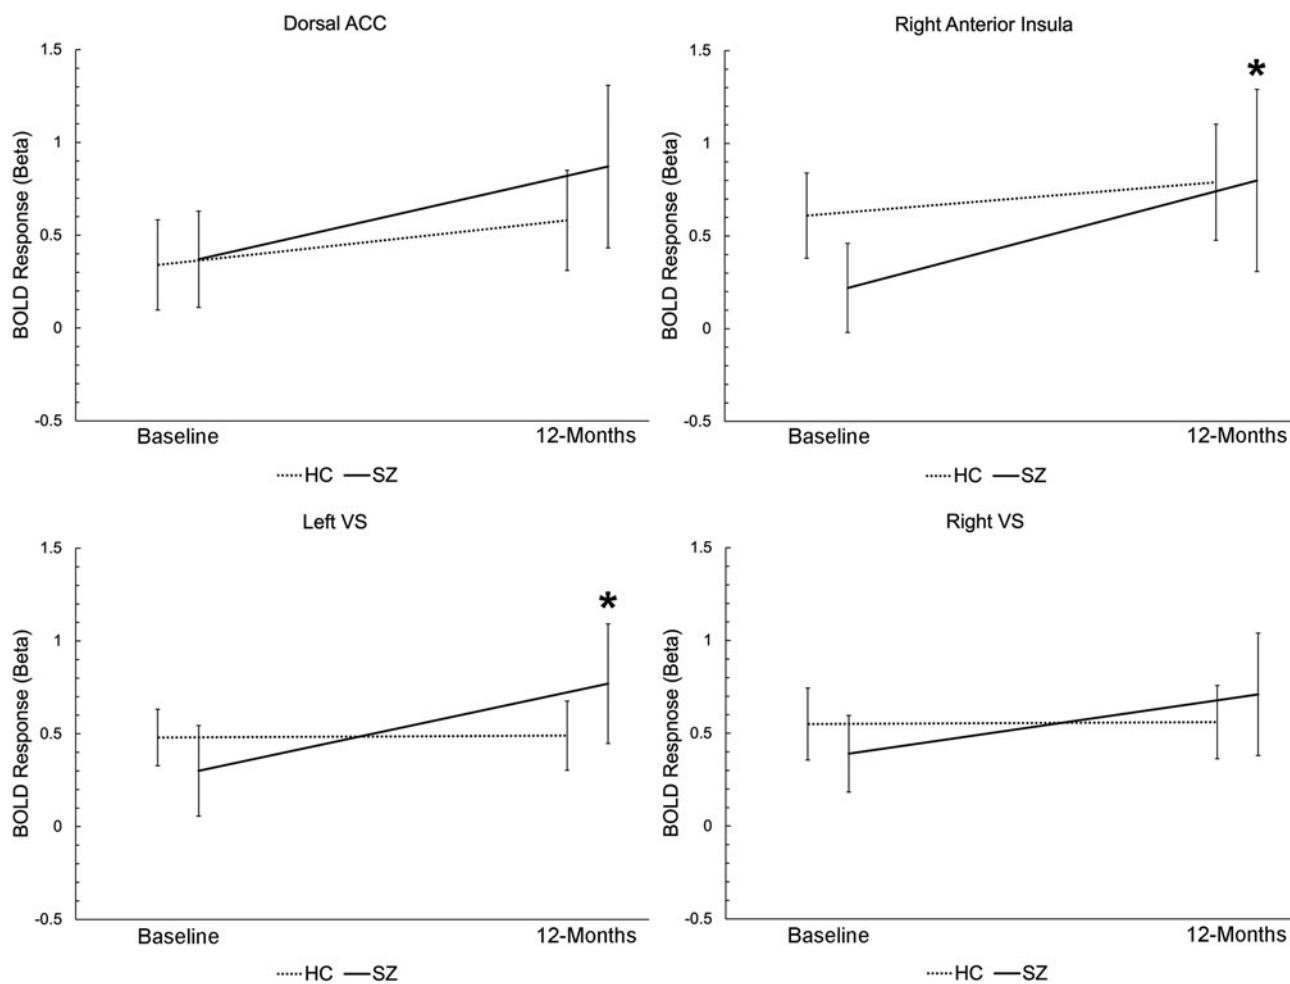 Dorsal ACC
1.5
1
0.5
0
-0.5
BOLD Response (Beta)
Baseline 12-Months
HC SZ
Right Anterior Insula
*
1.5
1
0.5
0
-0.5
BOLD Response (Beta)
Baseline 12-Months
HC SZ
Left VS
*
1.5
1
0.5
0
-0.5
BOLD Response (Beta)
Baseline 12-Months
HC SZ
Right VS
1.5
1
0.5
0
-0.5
BOLD Respnose (Beta)
Baseline 12-Months
HC SZ